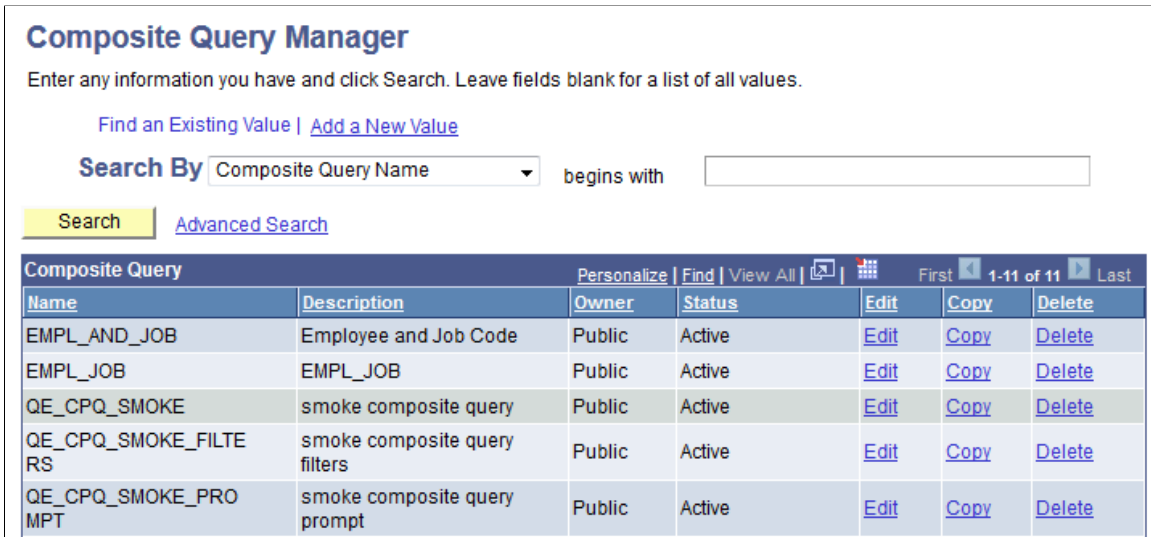 Composite Query Manager
Enter any information you have and click Search. Leave fields blank for a list of all values.
Find an Existing Value | Add a New Value
Search By Composite Query Name begins with
Search Advanced Search
Composite Query Personalize | Find | View All | | First 1-11 of 11 Last
Name Description Owner Status Edit Copy Delete
EMPL_AND_JOB Employee and Job Code Public Active Edit Copy Delete
EMPL_JOB EMPL_JOB Public Active Edit Copy Delete
QE_CPQ_SMOKE smoke composite query Public Active Edit Copy Delete
QE_CPQ_SMOKE_FILTE smoke composite query
RS filters Public Active Edit Copy Delete
QE_CPQ_SMOKE_PRO smoke composite query
MPT prompt Public Active Edit Copy Delete